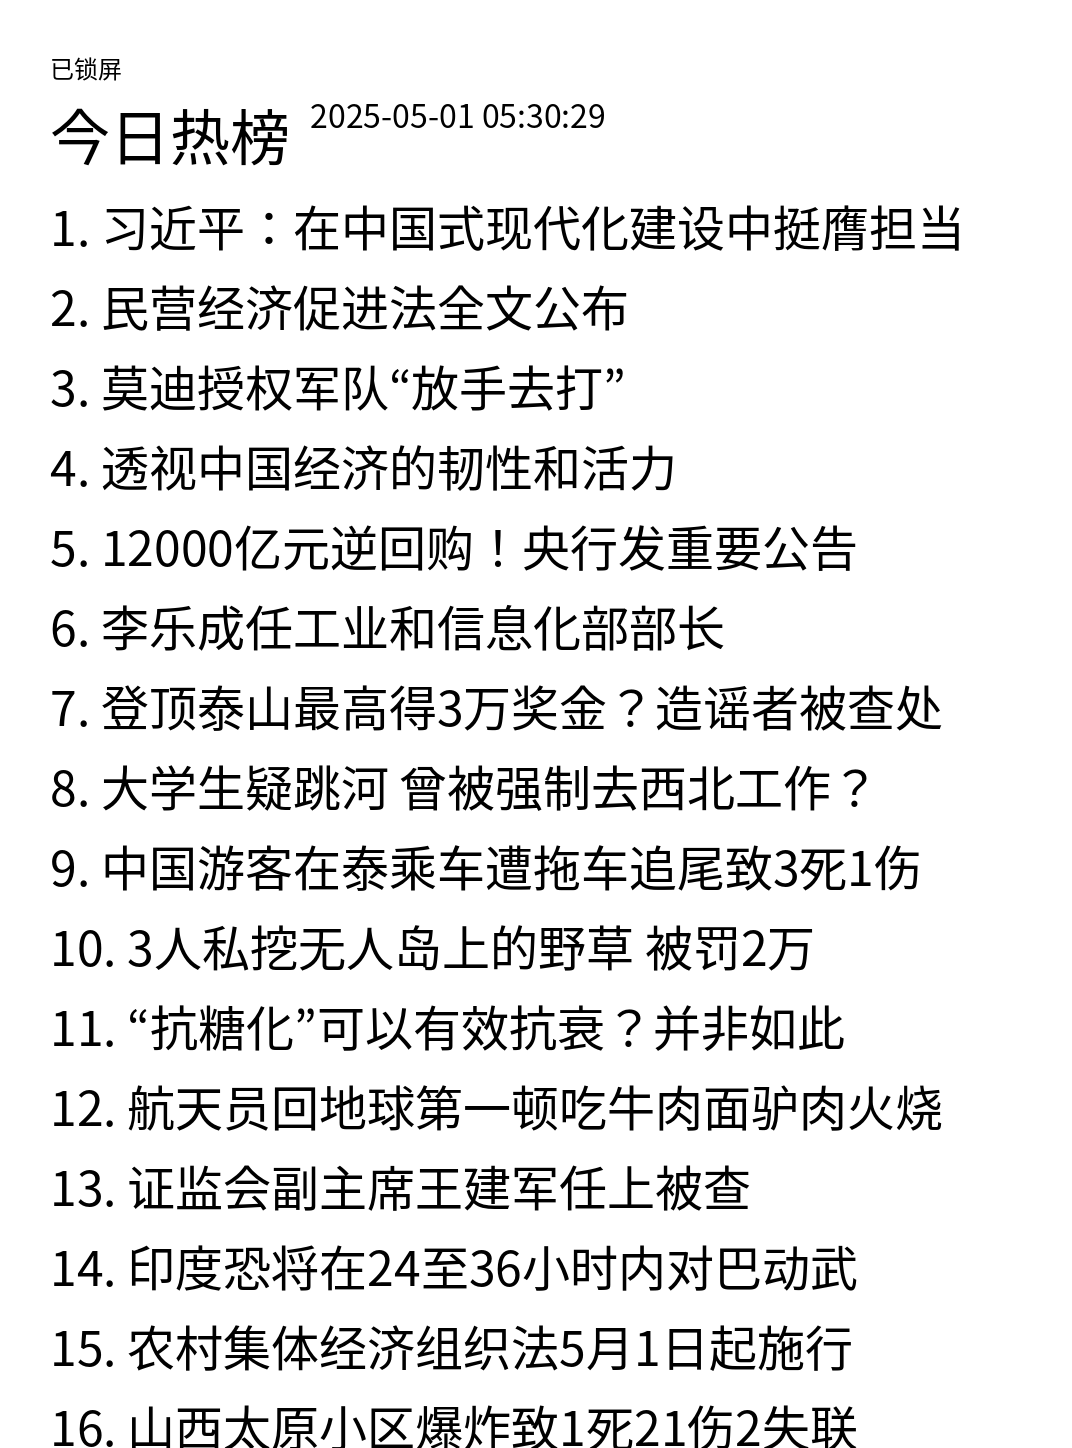 已锁屏
今日热榜 2025-05-01 05:30:29
1. 习近平：在中国式现代化建设中挺膺担当
2. 民营经济促进法全文公布
3. 莫迪授权军队“放手去打”
4. 透视中国经济的韧性和活力
5. 12000亿元逆回购！央行发重要公告
6. 李乐成任工业和信息化部部长
7. 登顶泰山最高得3万奖金？造谣者被查处
8. 大学生疑跳河 曾被强制去西北工作？
9. 中国游客在泰乘车遭拖车追尾致3死1伤
10. 3人私挖无人岛上的野草 被罚2万
11. “抗糖化”可以有效抗衰？并非如此
12. 航天员回地球第一顿吃牛肉面驴肉火烧
13. 证监会副主席王建军任上被查
14. 印度恐将在24至36小时内对巴动武
15. 农村集体经济组织法5月1日起施行
16. 山西太原小区爆炸致1死21伤2失联